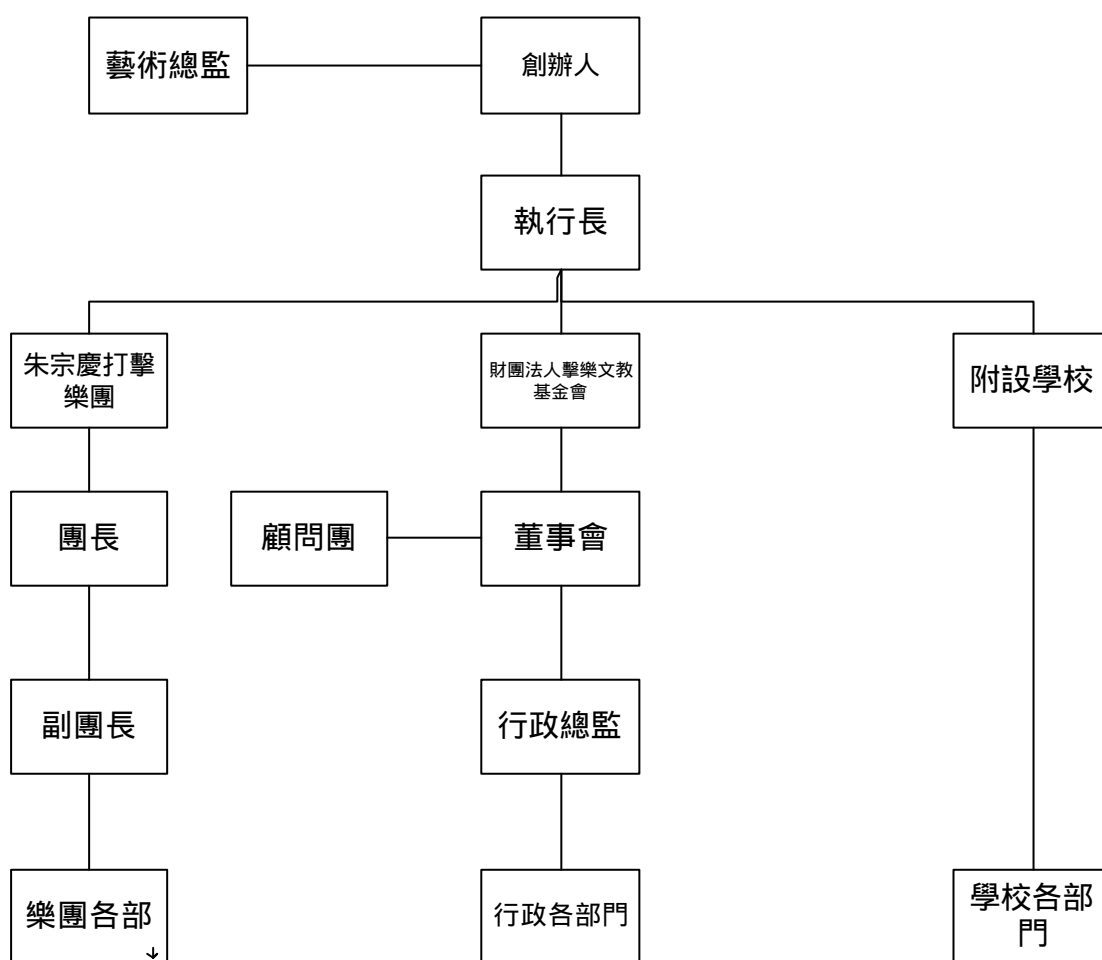 藝術總監
創辦人
執行長
朱宗慶打擊
樂團
財團法人擊樂文教
基金會
附設學校
團長
顧問團
董事會
副團長
行政總監
樂團各部
行政各部門
學校各部
門